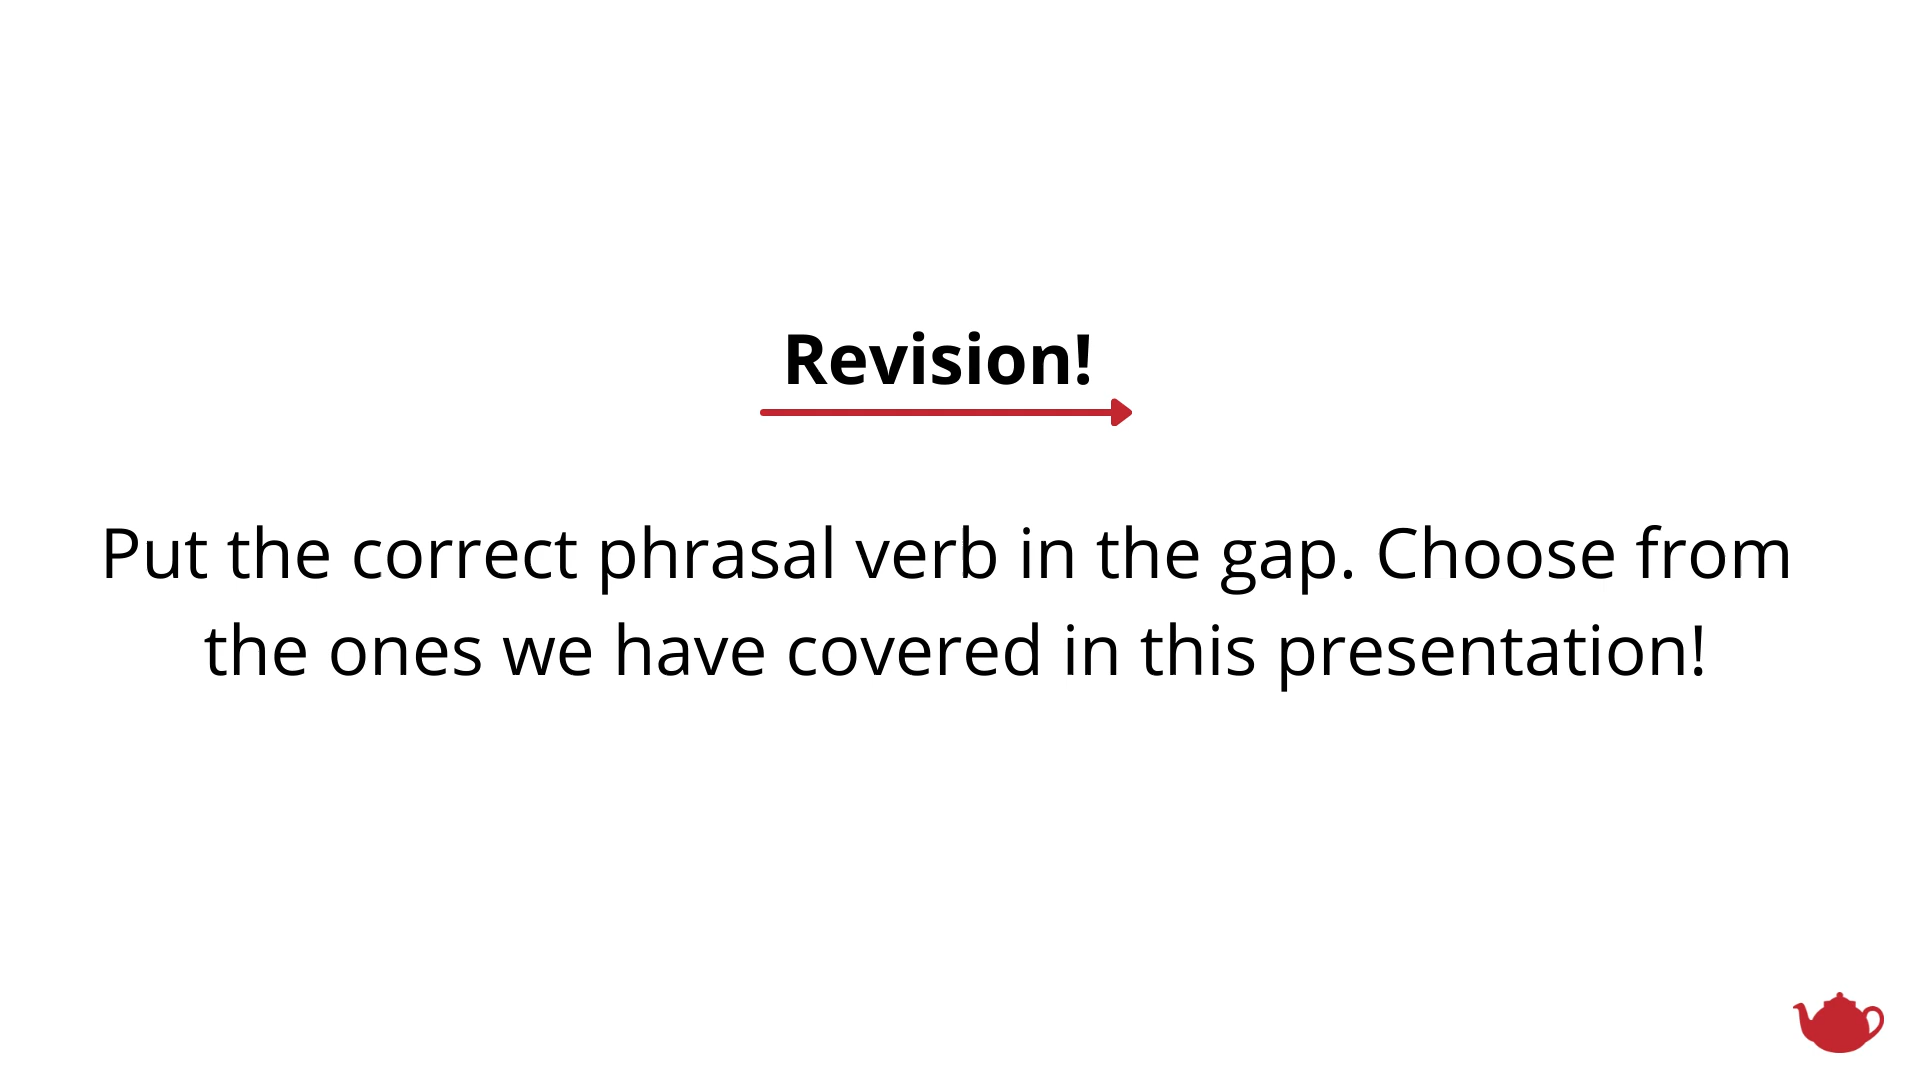 Revision!
Put the correct phrasal verb in the gap. Choose from
the ones we have covered in this presentation!